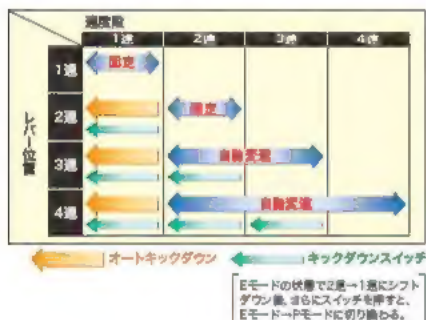 速度段
1速 2速 3速 4速
レバー位置
1速 固定
2速 固定
3速 自動変速
4速 自動変速
オートキックダウン キックダウンスイッチ
Eモードの状態で2速→1速にシフト
ダウン後、さらにスイッチを押すと、
Eモード→Pモードに切り換わる。